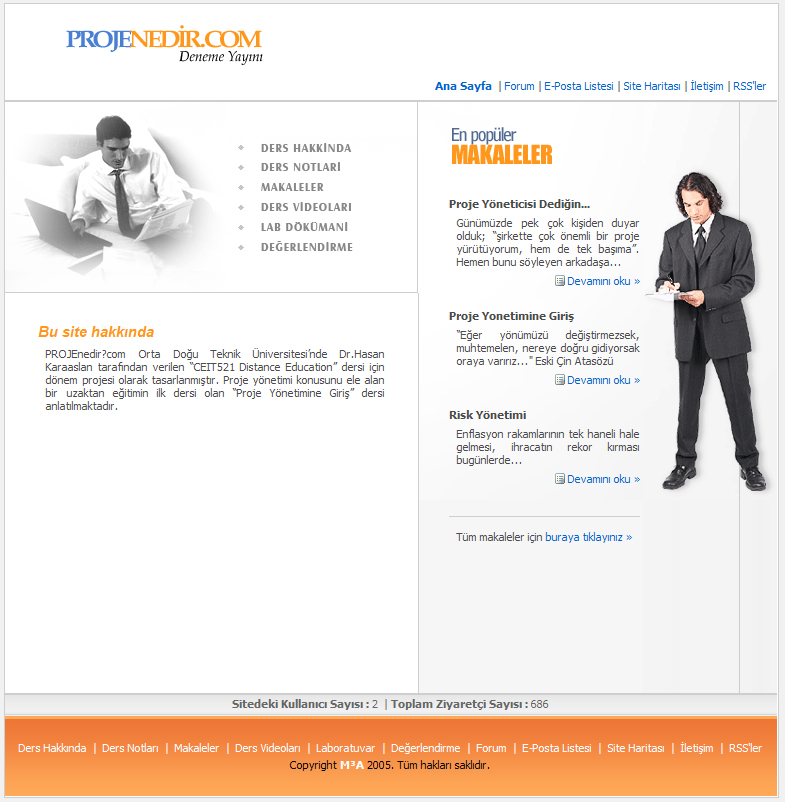 PROJENEDİR.COM
Deneme Yayını
Ana Sayfa | Forum | E-Posta Listesi | Site Haritası | İletişim | RSS'ler
DERS HAKKINDA
DERS NOTLARİ
MAKALELER
DERS VİDEOLARI
LAB DÖKÜMANİ
DEĞERLENDİRME
Bu site hakkında
PROJEnedir?com Orta Doğu Teknik Üniversitesi'nde Dr.Hasan
Karaaslan tarafından verilen "CEIT521 Distance Education" dersi için
dönem projesi olarak tasarlanmıştır. Proje yönetimi konusunu ele alan
bir uzaktan eğitimin ilk dersi olan "Proje Yönetimine Giriş" dersi
anlatılmaktadır.
En popüler
MAKALELER
Proje Yöneticisi Dediğin...
Günümüzde pek çok kişiden duyar
olduk; "şirkette çok önemli bir proje
yürütüyorum, hem de tek başıma".
Hemen bunu söyleyen arkadaşa...
Devamını oku »
Proje Yonetimine Giriş
"Eğer yönümüzü değiştirmezsek,
muhtemelen, nereye doğru gidiyorsak
oraya varırız..." Eski Çin Atasözü
Devamını oku »
Risk Yönetimi
Enflasyon rakamlarının tek haneli hale
gelmesi, ihracatın rekor kırması
bugünlerde...
Devamını oku »
Tüm makaleler için buraya tıklayınız »
Sitedeki Kullanıcı Sayısı : 2 | Toplam Ziyaretçi Sayısı : 686
Ders Hakkında | Ders Notları | Makaleler | Ders Videoları | Laboratuvar | Değerlendirme | Forum | E-Posta Listesi | Site Haritası | İletişim | RSS'ler
Copyright M³A 2005. Tüm hakları saklıdır.